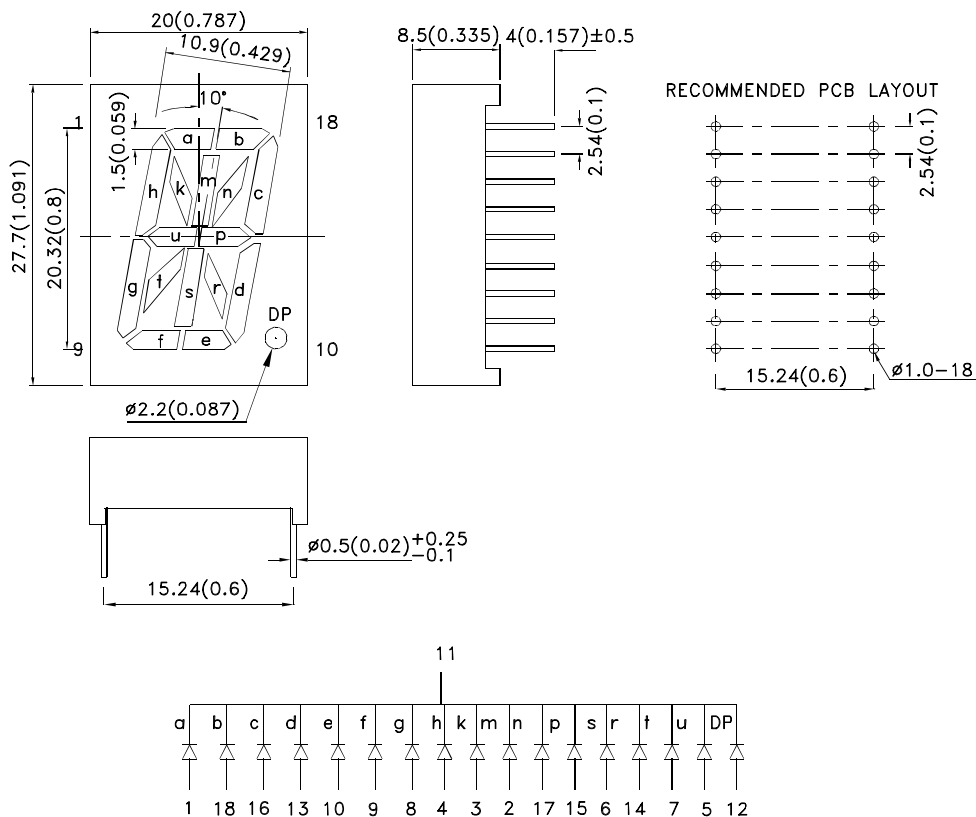 20(0.787)
10.9(0.429)
10°
1
18
1.5(0.059)
27.7(1.091)
20.32(0.8)
a b
h k m n c
u p
g t s r d
f e
DP
9
10
ø2.2(0.087)
8.5(0.335) 4(0.157)±0.5
2.54(0.1)
RECOMMENDED PCB LAYOUT
2.54(0.1)
15.24(0.6)
ø1.0-18
ø0.5(0.02)+0.25
-0.1
15.24(0.6)
11
a b c d e f g h k m n p s r t u DP
1 18 16 13 10 9 8 4 3 2 17 15 6 14 7 5 12